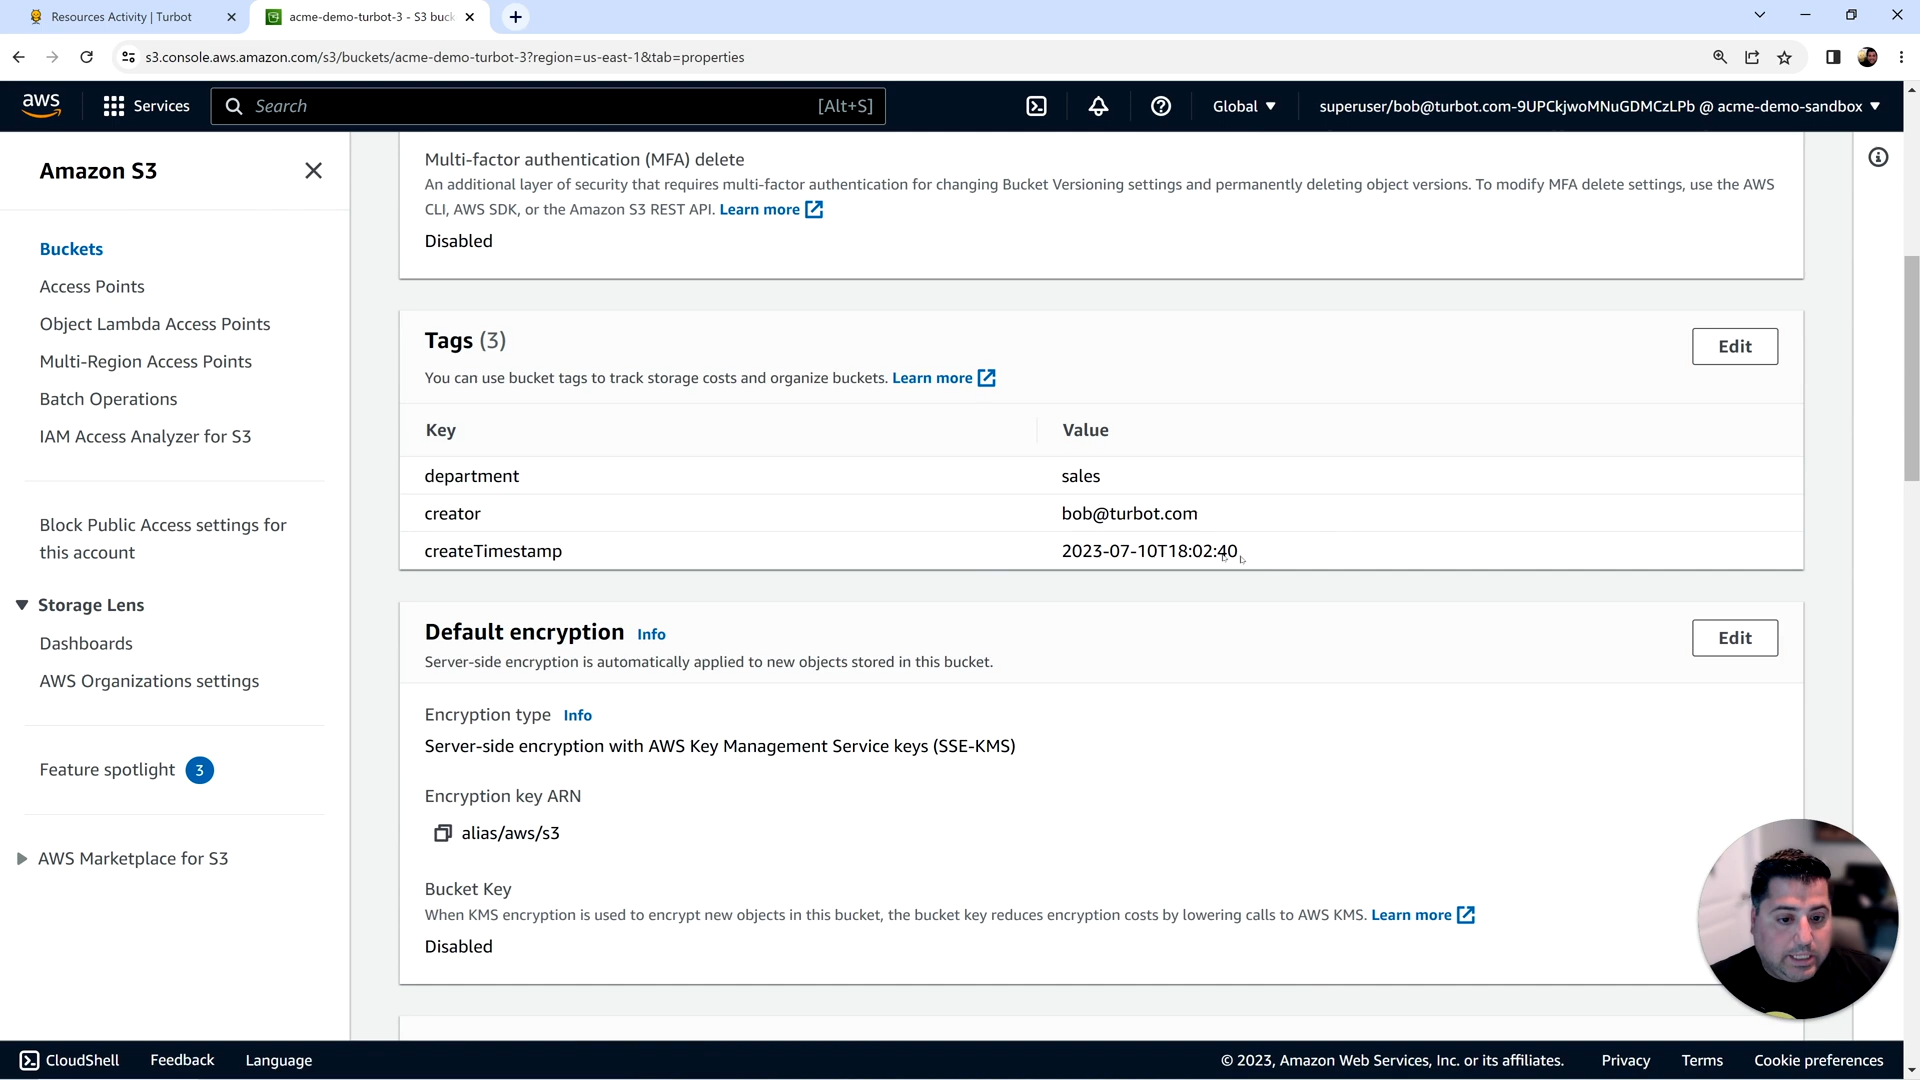 Resources Activity | Turbot
acme-demo-turbot-3 - S3 buck
s3.console.aws.amazon.com/s3/buckets/acme-demo-turbot-3?region=us-east-1&tab=properties
aws
Services
Search
[Alt+S]
Global
superuser/bob@turbot.com-9UPCkjwoMNuGDMCzLPb @ acme-demo-sandbox
Amazon S3
Buckets
Access Points
Object Lambda Access Points
Multi-Region Access Points
Batch Operations
IAM Access Analyzer for S3
Block Public Access settings for
this account
Storage Lens
Dashboards
AWS Organizations settings
Feature spotlight 3
AWS Marketplace for S3
Multi-factor authentication (MFA) delete
An additional layer of security that requires multi-factor authentication for changing Bucket Versioning settings and permanently deleting object versions. To modify MFA delete settings, use the AWS
CLI, AWS SDK, or the Amazon S3 REST API. Learn more
Disabled
Tags (3)
Edit
You can use bucket tags to track storage costs and organize buckets. Learn more
Key Value
department sales
creator bob@turbot.com
createTimestamp 2023-07-10T18:02:40
Default encryption Info
Edit
Server-side encryption is automatically applied to new objects stored in this bucket.
Encryption type Info
Server-side encryption with AWS Key Management Service keys (SSE-KMS)
Encryption key ARN
alias/aws/s3
Bucket Key
When KMS encryption is used to encrypt new objects in this bucket, the bucket key reduces encryption costs by lowering calls to AWS KMS. Learn more
Disabled
CloudShell Feedback Language
© 2023, Amazon Web Services, Inc. or its affiliates. Privacy Terms Cookie preferences